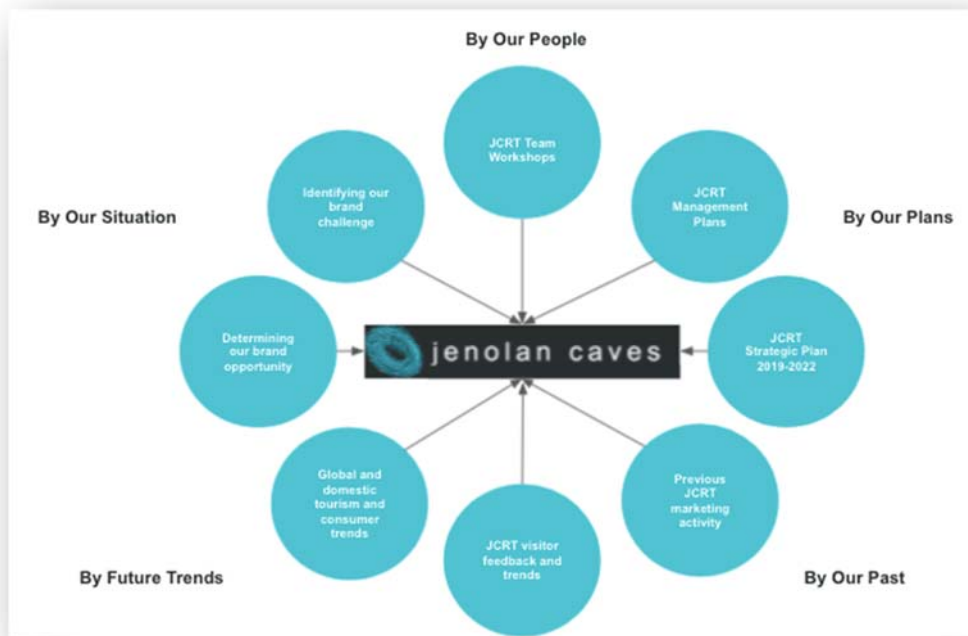 By Our People
JCRT Team
Workshops
Identifying our
brand
challenge
JCRT
Management
Plans
By Our Situation
By Our Plans
Determining
our brand
opportunity
jenolan caves
JCRT
Strategic Plan
2019-2022
Global and
domestic
tourism and
consumer
trends
Previous
JCRT
marketing
activity
JCRT visitor
feedback and
trends
By Future Trends
By Our Past